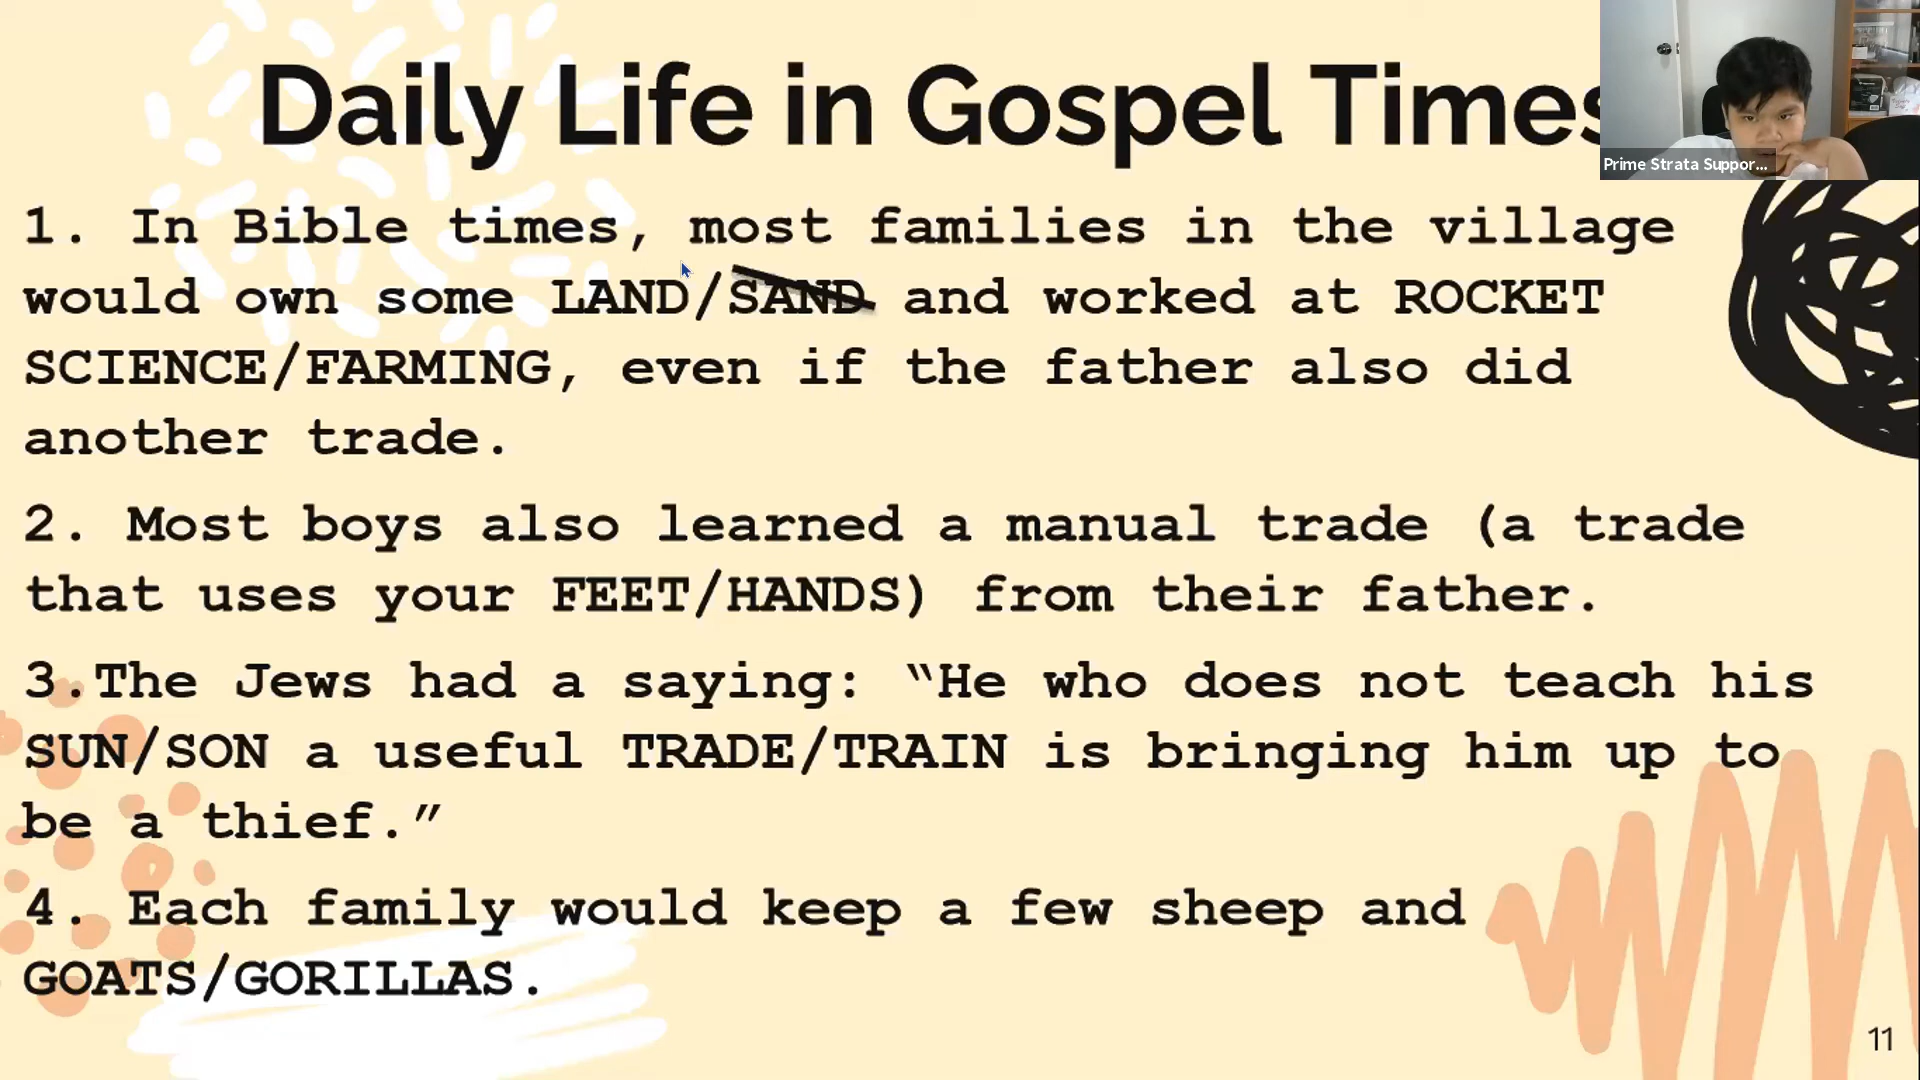 Daily Life in Gospel Times
Prime Strata Suppor...
1. In Bible times, most families in the village
would own some LAND/SAND and worked at ROCKET
SCIENCE/FARMING, even if the father also did
another trade.
2. Most boys also learned a manual trade (a trade
that uses your FEET/HANDS) from their father.
3.The Jews had a saying: “He who does not teach his
SUN/SON a useful TRADE/TRAIN is bringing him up to
be a thief.”
4. Each family would keep a few sheep and
GOATS/GORILLAS.
11